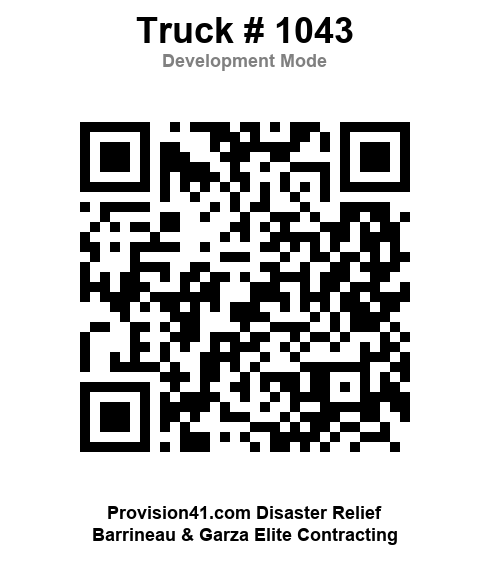 Truck # 1043
Development Mode
Provision41.com Disaster Relief
Barrineau & Garza Elite Contracting